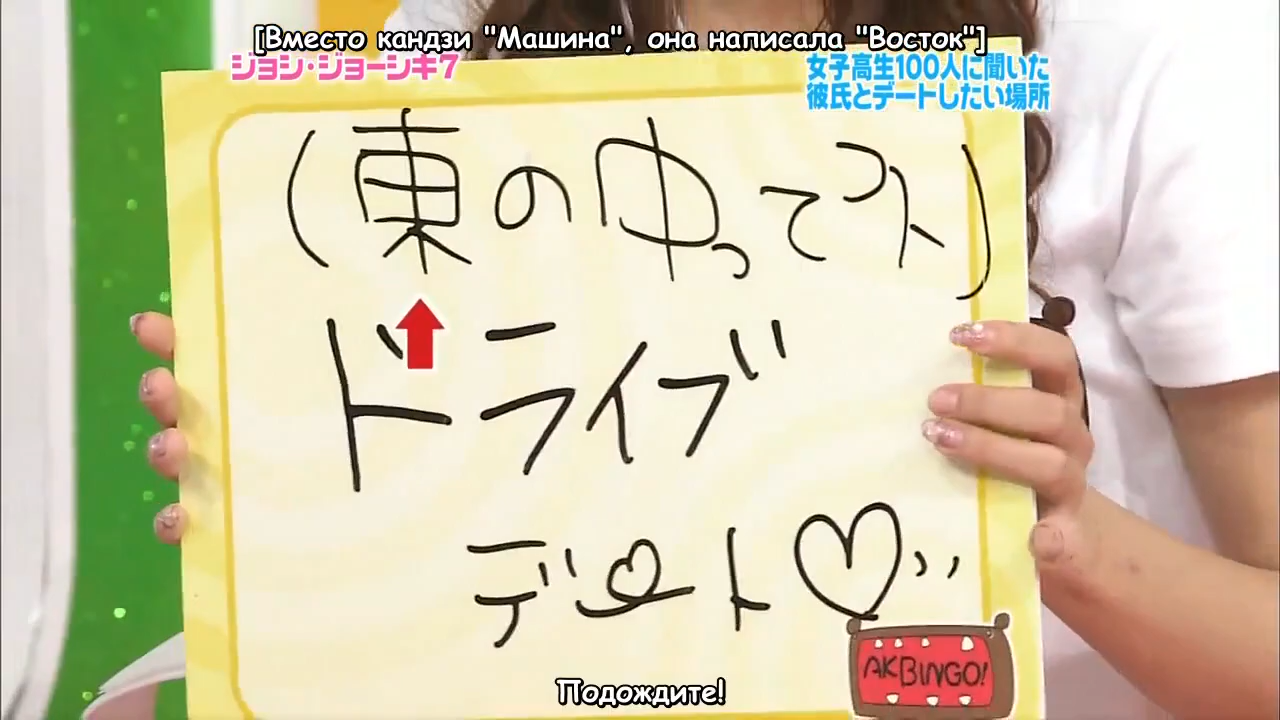 [Вместо кандзи "Машина", она написала "Восток"]
ジョシ・ジョーシキ7
女子高生100人に聞いた
彼氏とデートしたい場所
(東の中ってコト)
ドライブ
デート♡
AKBINGO!
Подождите!